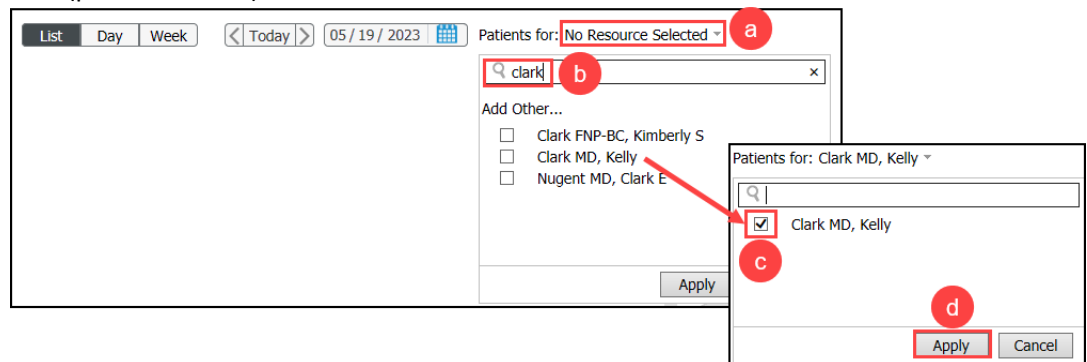 List Day Week < Today > 05 / 19 / 2023 Patients for: No Resource Selected a
clark b ×
Add Other...
Clark FNP-BC, Kimberly S
Clark MD, Kelly
Nugent MD, Clark E
Apply
Patients for: Clark MD, Kelly
Clark MD, Kelly
c
d
Apply Cancel